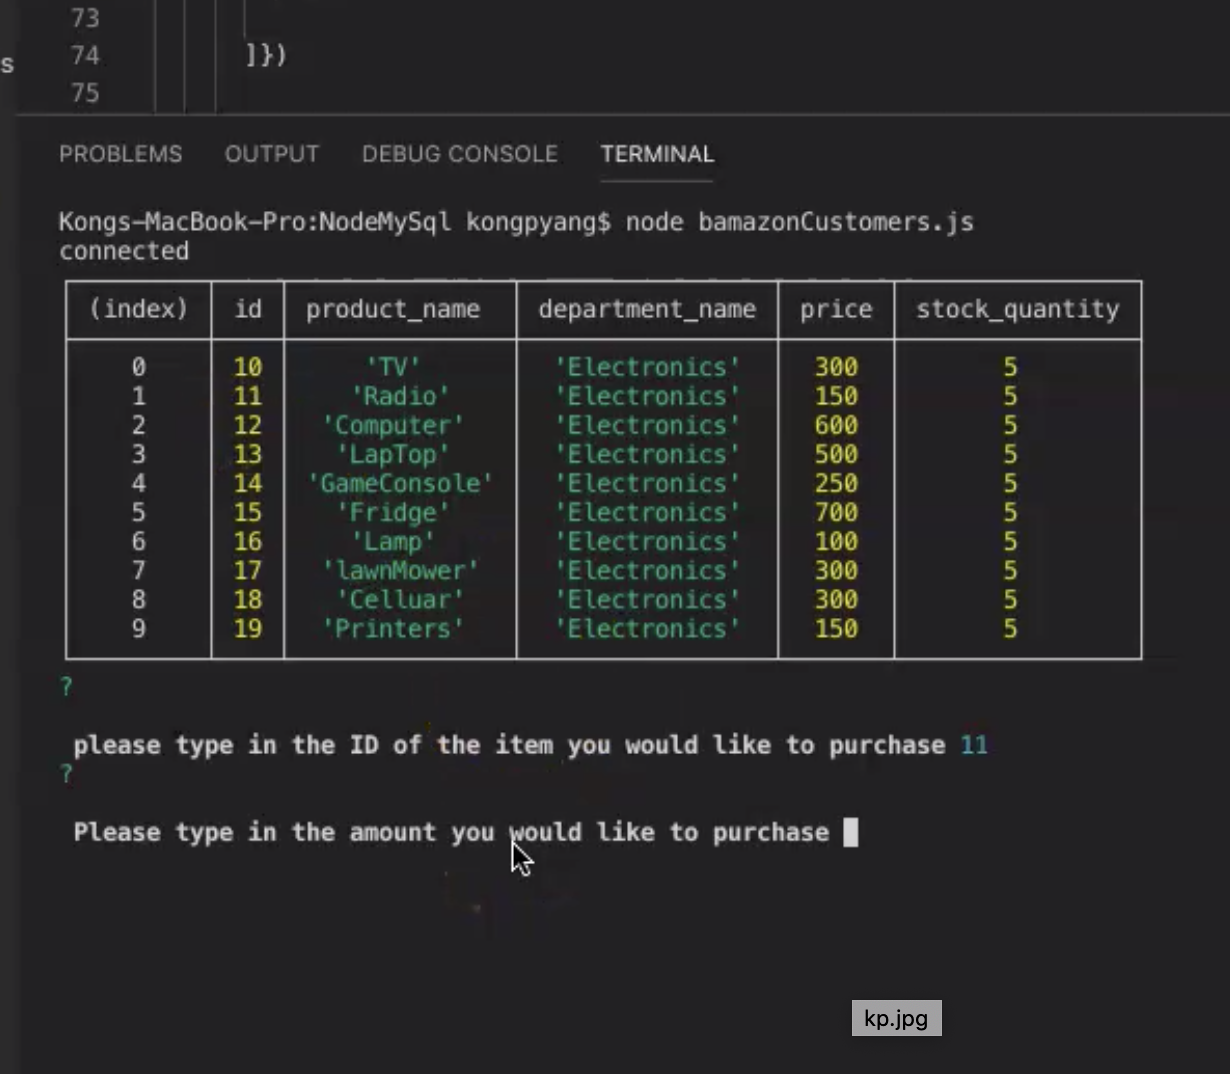 73
74 ]})
s
75
PROBLEMS OUTPUT DEBUG CONSOLE TERMINAL
Kongs-MacBook-Pro:NodeMySql kongpyang$ node bamazonCustomers.js
connected
(index) id product_name department_name price stock_quantity
0 10 'TV' 'Electronics' 300 5
1 11 'Radio' 'Electronics' 150 5
2 12 'Computer' 'Electronics' 600 5
3 13 'LapTop' 'Electronics' 500 5
4 14 'GameConsole' 'Electronics' 250 5
5 15 'Fridge' 'Electronics' 700 5
6 16 'Lamp' 'Electronics' 100 5
7 17 'lawnMower' 'Electronics' 300 5
8 18 'Celluar' 'Electronics' 300 5
9 19 'Printers' 'Electronics' 150 5
?
please type in the ID of the item you would like to purchase 11
?
Please type in the amount you would like to purchase
kp.jpg